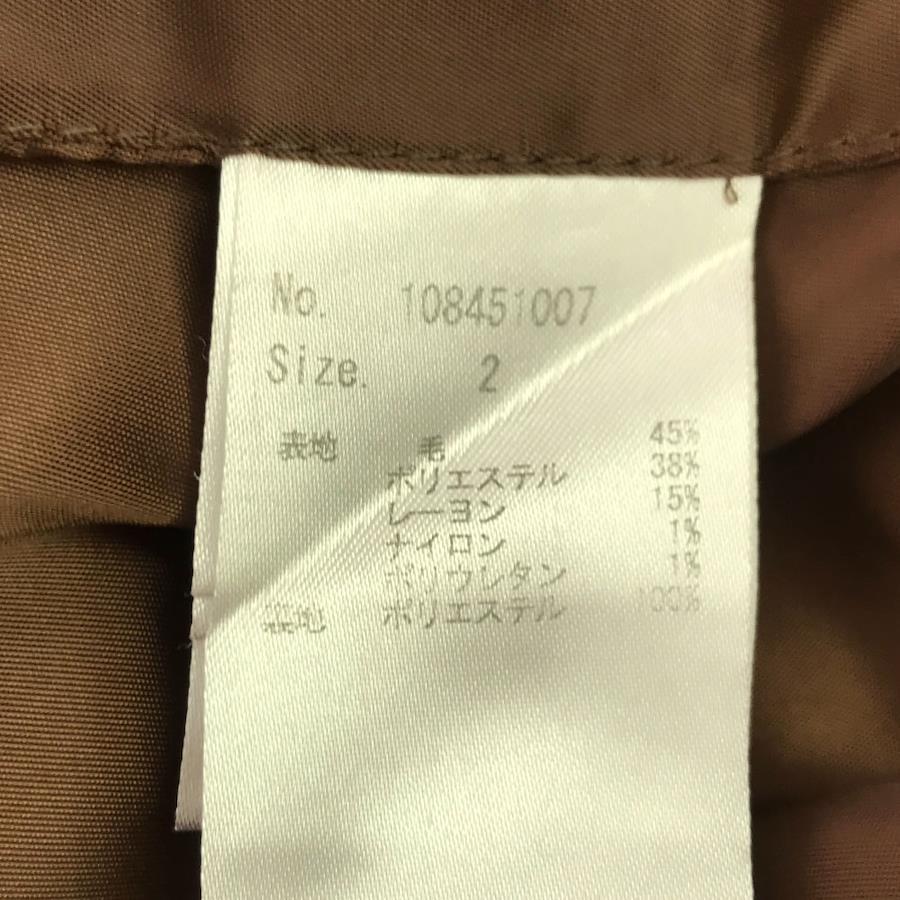 No. 108451007
Size. 2
表地 毛 45%
ポリエステル 38%
レーヨン 15%
ナイロン 1%
ポリウレタン 1%
裏地 ポリエステル 100%